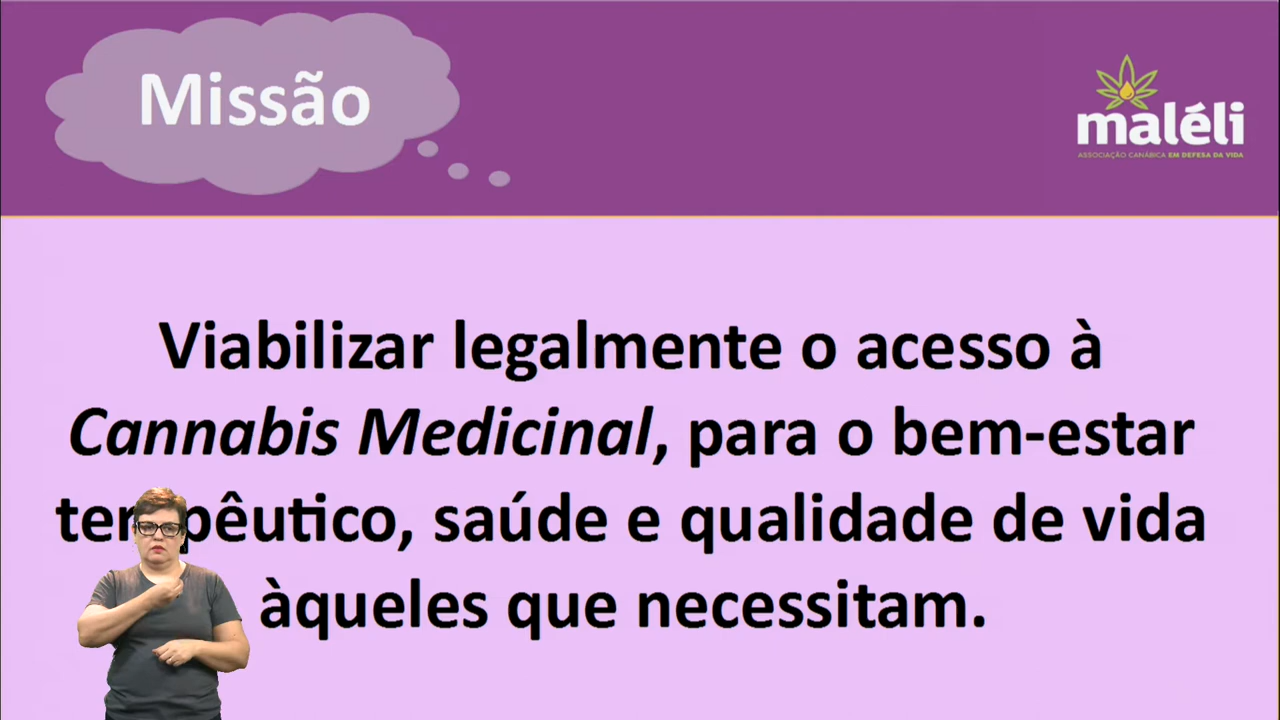 Missão
maléli
ASSOCIAÇÃO CANÁBICA EM DEFESA DA VIDA
Viabilizar legalmente o acesso à
Cannabis Medicinal, para o bem-estar
terapêutico, saúde e qualidade de vida
àqueles que necessitam.